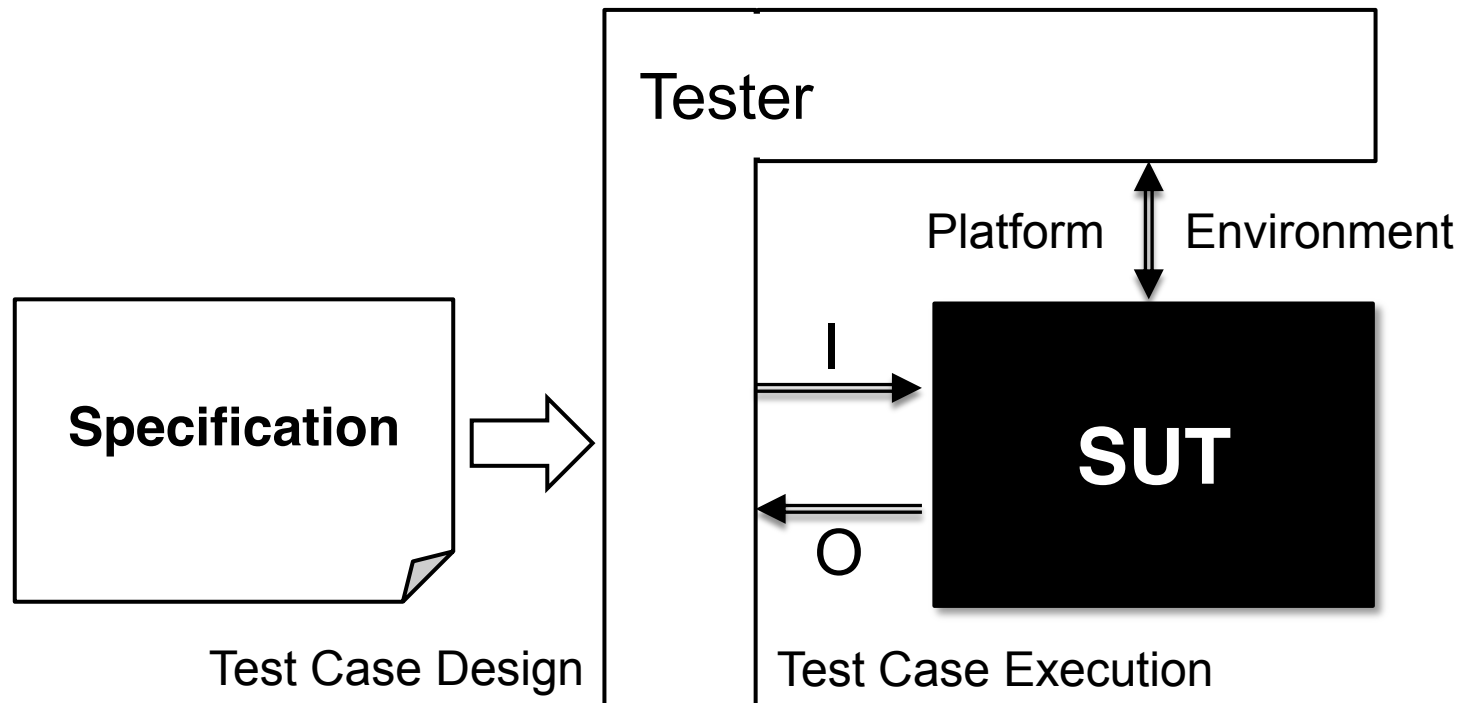 Tester
Platform
Environment
Specification
I
SUT
O
Test Case Design
Test Case Execution